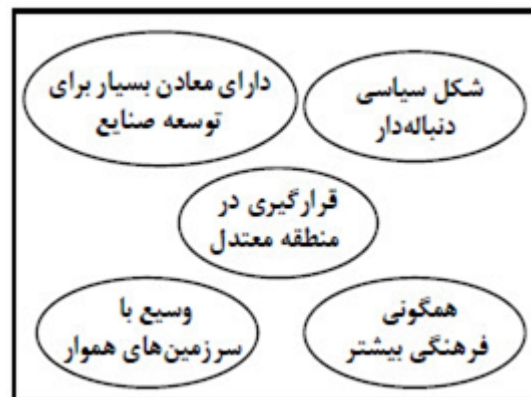 شکل سیاسی
دنباله‌دار
دارای معادن بسیار برای
توسعه صنایع
قرارگیری در
منطقه معتدل
همگونی
فرهنگی بیشتر
وسیع با
سرزمین‌های هموار